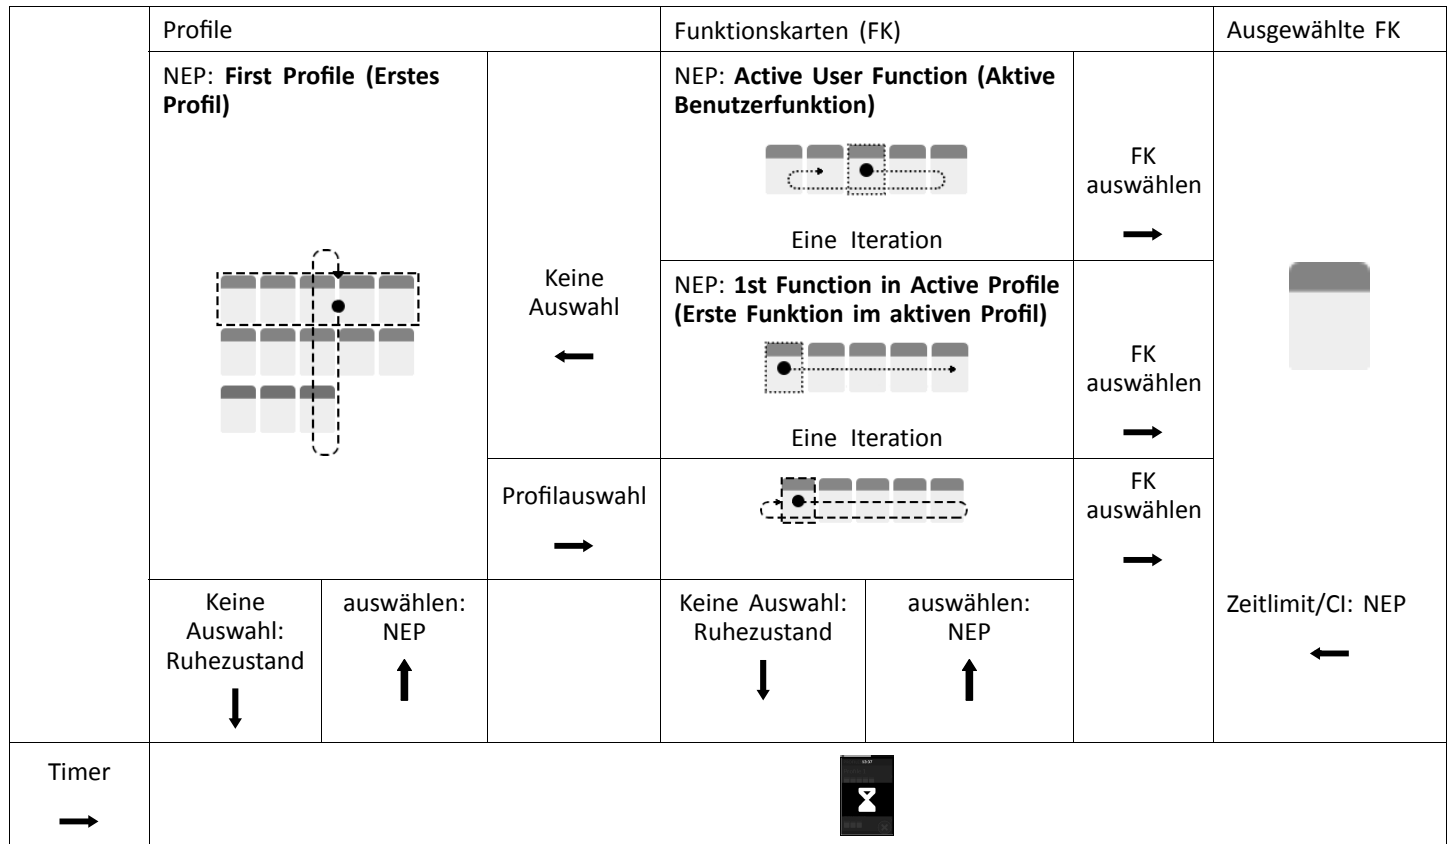 Profile
Funktionskarten (FK)
Ausgewählte FK
NEP: First Profile (Erstes
Profil)
Keine
Auswahl
NEP: Active User Function (Aktive
Benutzerfunktion)
Eine Iteration
FK
auswählen
NEP: 1st Function in Active Profile
(Erste Funktion im aktiven Profil)
Eine Iteration
FK
auswählen
Profilauswahl
FK
auswählen
Keine
Auswahl:
Ruhezustand
auswählen:
NEP
Keine Auswahl:
Ruhezustand
auswählen:
NEP
Zeitlimit/CI: NEP
Timer
13:37